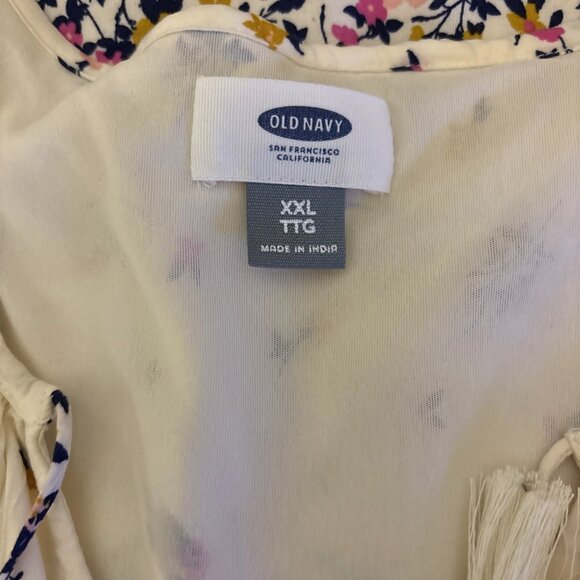 OLD NAVY
SAN FRANCISCO
CALIFORNIA
XXL
TTG
MADE IN INDIA